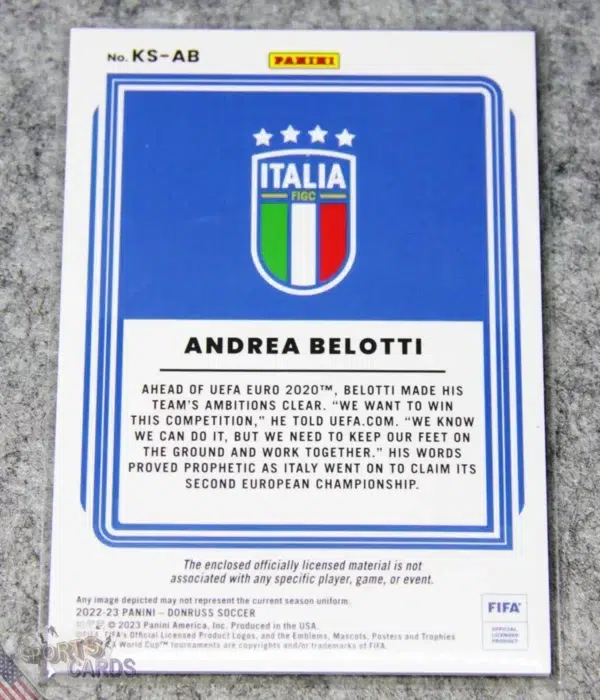 No. KS-AB
PANINI
ITALIA
FIGC
ANDREA BELOTTI
AHEAD OF UEFA EURO 2020™, BELOTTI MADE HIS
TEAM'S AMBITIONS CLEAR. “WE WANT TO WIN
THIS COMPETITION,” HE TOLD UEFA.COM. “WE KNOW
WE CAN DO IT, BUT WE NEED TO KEEP OUR FEET ON
THE GROUND AND WORK TOGETHER.” HIS WORDS
PROVED PROPHETIC AS ITALY WENT ON TO CLAIM ITS
SECOND EUROPEAN CHAMPIONSHIP.
The enclosed officially licensed material is not
associated with any specific player, game, or event.
Any image depicted may not represent the current season uniform.
2022-23 PANINI – DONRUSS SOCCER
© 2023 Panini America, Inc. Produced in the USA.
FIFA's Official Licensed Product Logos, and the Emblems, Mascots, Posters and Trophies
World Cup™ tournaments are copyrights and/or trademarks of FIFA.
FIFA
OFFICIAL
LICENSED
PRODUCT
SPORTS
CARDS